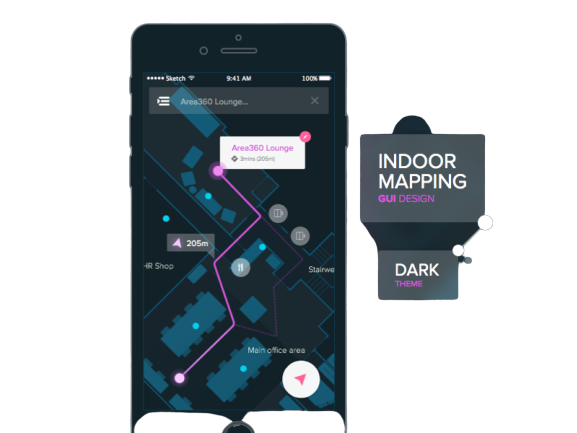 Sketch
9:41 AM
100%
Area360 Lounge...
Area360 Lounge
3mins (205m)
205m
HR Shop
Stairwe
Main office area
INDOOR
MAPPING
GUI DESIGN
DARK
THEME